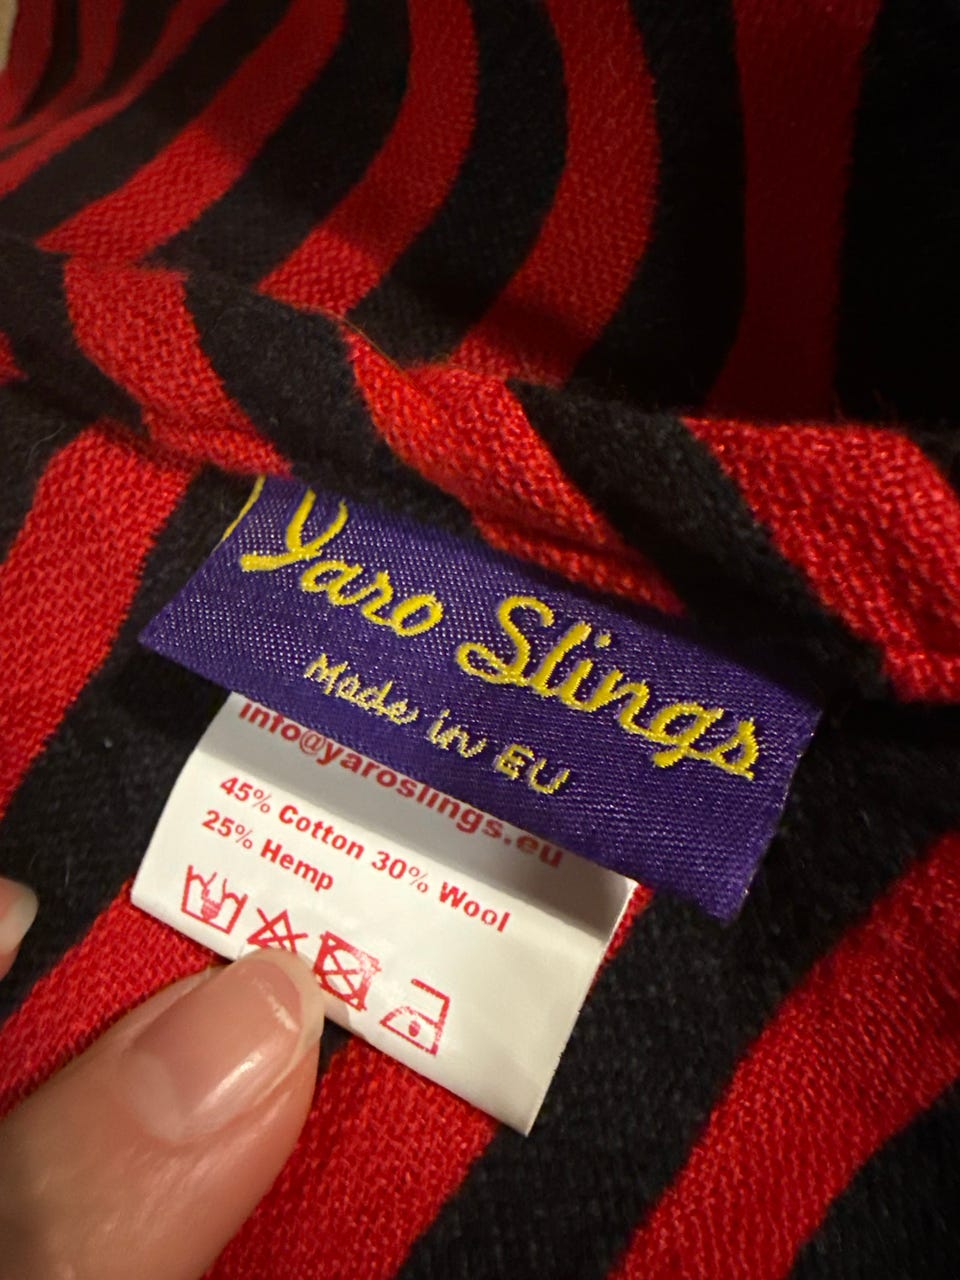 Yaro Slings
Made in EU
info@yaroslings.eu
45% Cotton 30% Wool
25% Hemp